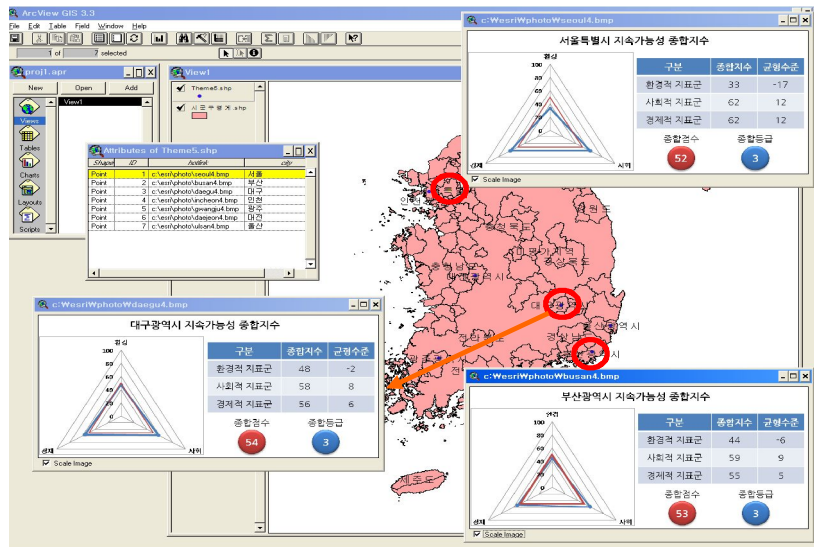 ArcView GIS 3.3
File Edit Table Field Window Help
1 of 7 selected
proj1.apr
New Open Add
View1
Views
Tables
Charts
Layouts
Scripts
View1
Theme5.shp
Attributes of Theme5.shp
Shape ID hotlink city
Point 1 c:\esri\photo\seoul4.bmp 서울
Point 2 c:\esri\photo\busan4.bmp 부산
Point 3 c:\esri\photo\daegu4.bmp 대구
Point 4 c:\esri\photo\incheon4.bmp 인천
Point 5 c:\esri\photo\gwangju4.bmp 광주
Point 6 c:\esri\photo\daejeon4.bmp 대전
Point 7 c:\esri\photo\ulsan4.bmp 울산
c:₩esri₩photo₩seoul4.bmp
서울특별시 지속가능성 종합지수
환경
100
80
60
40
20
0
사회
구분 종합지수 균형수준
환경적 지표군 33 -17
사회적 지표군 62 12
경제적 지표군 62 12
종합점수 종합등급
52 3
Scale Image
강원도
충청북도
경상북도
충청남도
제주도
c:₩esri₩photo₩daegu4.bmp
대구광역시 지속가능성 종합지수
환경
100
80
60
40
20
0
경제 사회
구분 종합지수 균형수준
환경적 지표군 48 -2
사회적 지표군 58 8
경제적 지표군 56 6
종합점수 종합등급
54 3
Scale Image
c:₩esri₩photo₩busan4.bmp
부산광역시 지속가능성 종합지수
환경
100
80
60
40
20
0
경제 사회
구분 종합지수 균형수준
환경적 지표군 44 -6
사회적 지표군 59 9
경제적 지표군 55 5
종합점수 종합등급
53 3
Scale Image